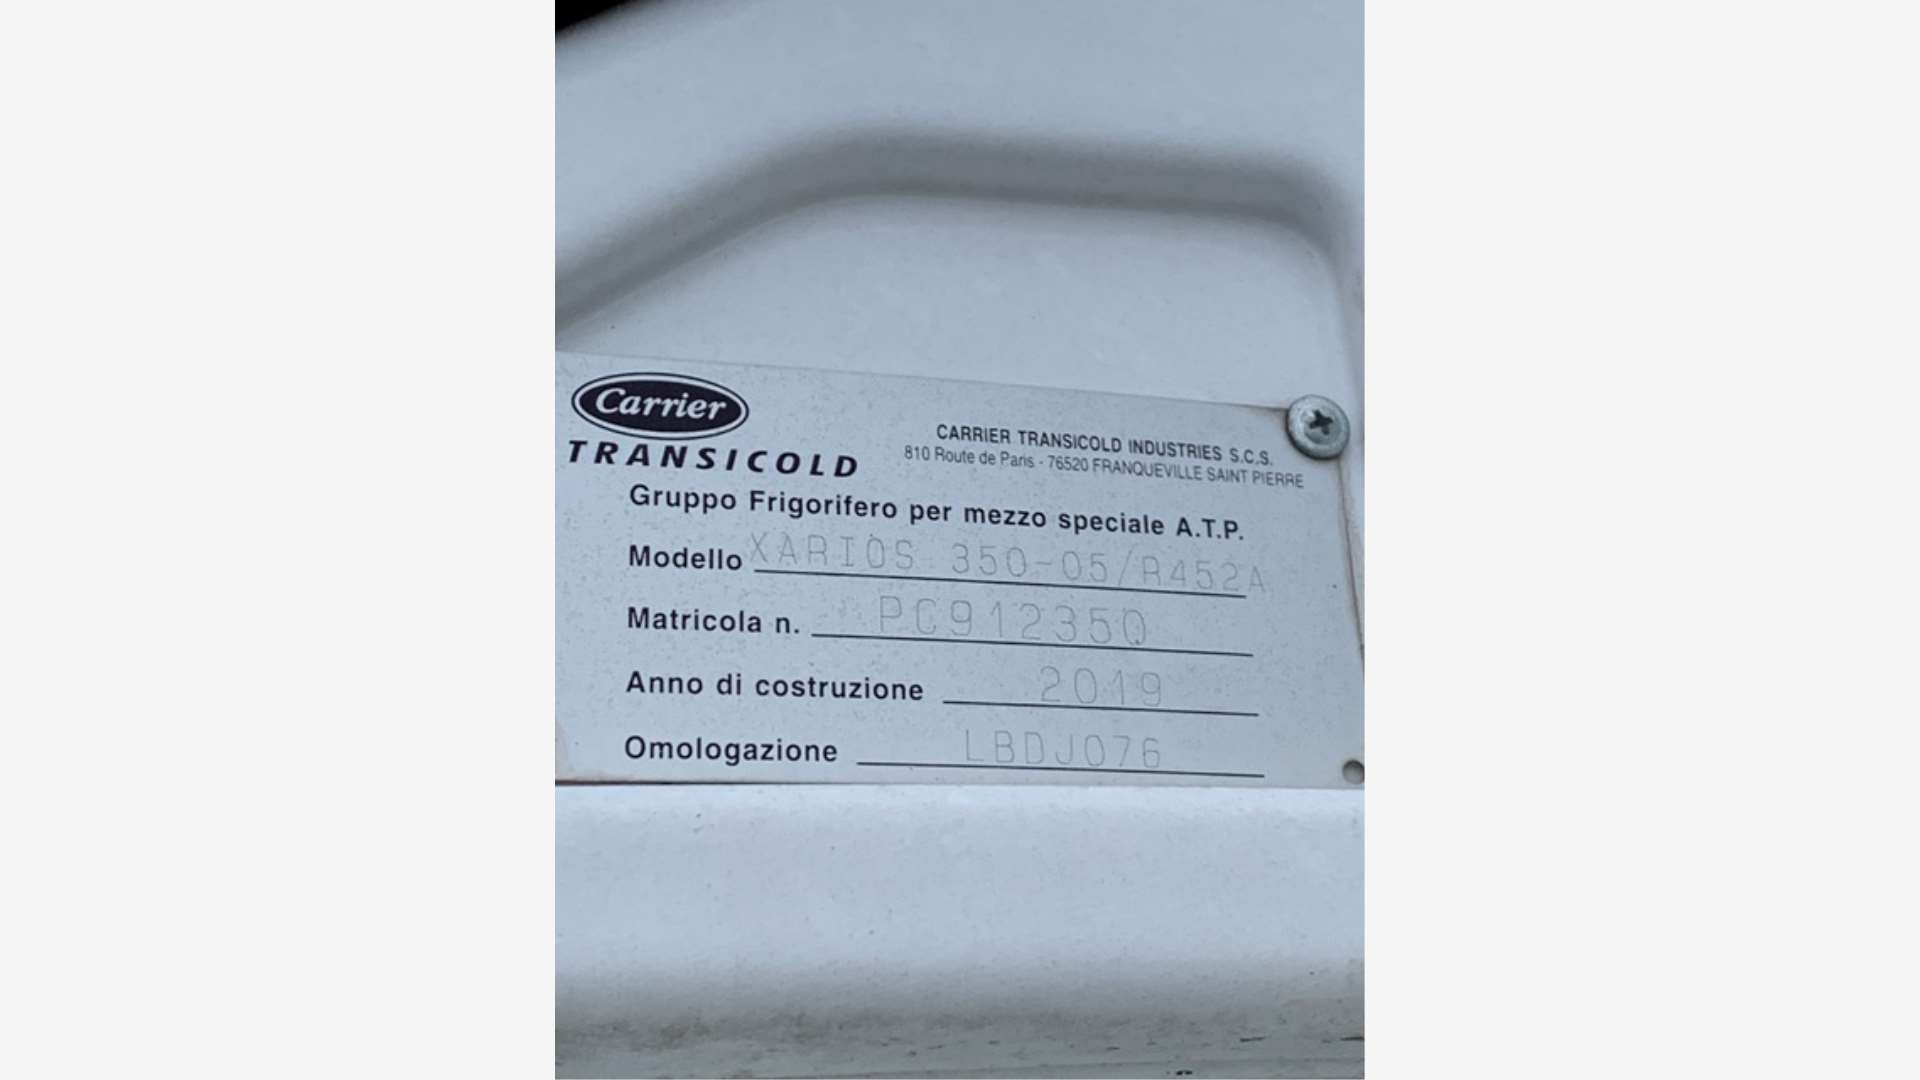 Carrier
TRANSICOLD
CARRIER TRANSICOLD INDUSTRIES S.C.S.
810 Route de Paris - 76520 FRANQUEVILLE SAINT PIERRE
Gruppo Frigorifero per mezzo speciale A.T.P.
Modello XARIOS 350-05/R452A
Matricola n. PC912350
Anno di costruzione 2019
Omologazione LBDJ076